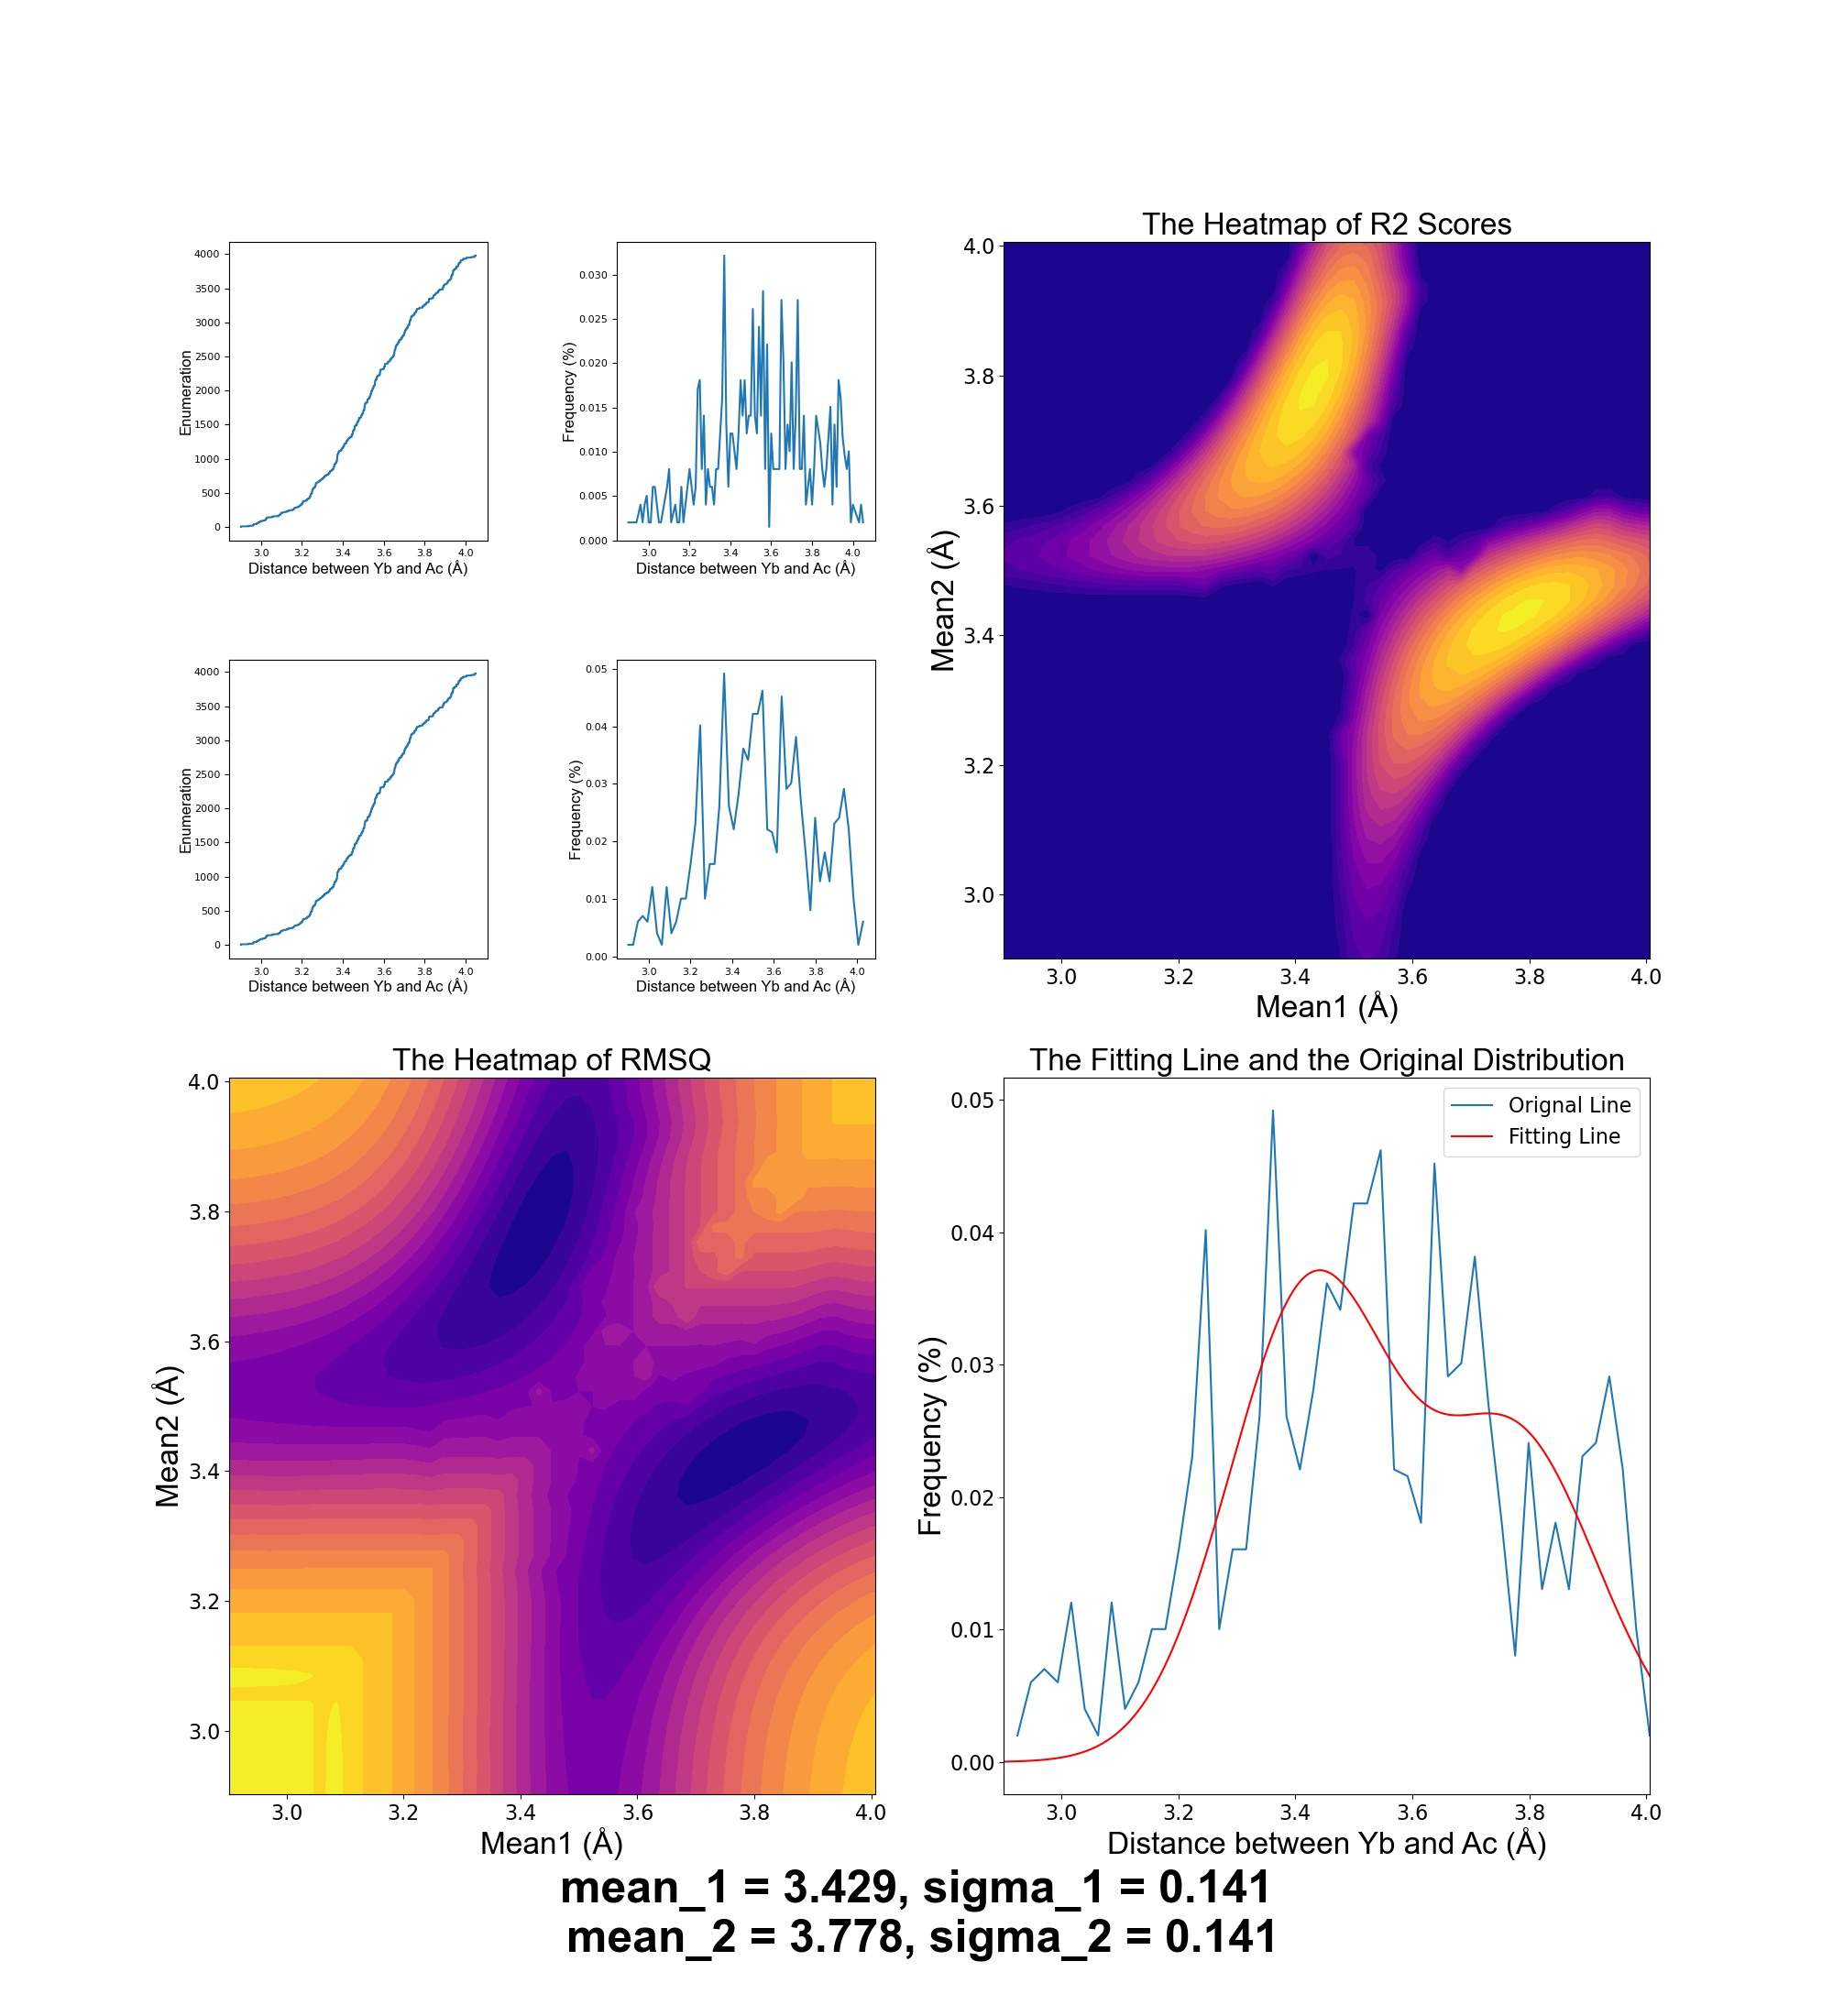 The Heatmap of R2 Scores
4000
3500
3000
2500
2000
1500
1000
500
0
Enumeration
3.0 3.2 3.4 3.6 3.8 4.0
Distance between Yb and Ac (Å)
0.030
0.025
0.020
0.015
0.010
0.005
0.000
Frequency (%)
3.0 3.2 3.4 3.6 3.8 4.0
Distance between Yb and Ac (Å)
4.0
3.8
3.6
3.4
3.2
3.0
Mean2 (Å)
3.0 3.2 3.4 3.6 3.8 4.0
Mean1 (Å)
4000
3500
3000
2500
2000
1500
1000
500
0
Enumeration
3.0 3.2 3.4 3.6 3.8 4.0
Distance between Yb and Ac (Å)
0.05
0.04
0.03
0.02
0.01
0.00
Frequency (%)
3.0 3.2 3.4 3.6 3.8 4.0
Distance between Yb and Ac (Å)
The Heatmap of RMSQ
4.0
3.8
3.6
3.4
3.2
3.0
Mean2 (Å)
3.0 3.2 3.4 3.6 3.8 4.0
Mean1 (Å)
The Fitting Line and the Original Distribution
Orignal Line
Fitting Line
0.05
0.04
0.03
0.02
0.01
0.00
Frequency (%)
3.0 3.2 3.4 3.6 3.8 4.0
Distance between Yb and Ac (Å)
mean_1 = 3.429, sigma_1 = 0.141
mean_2 = 3.778, sigma_2 = 0.141